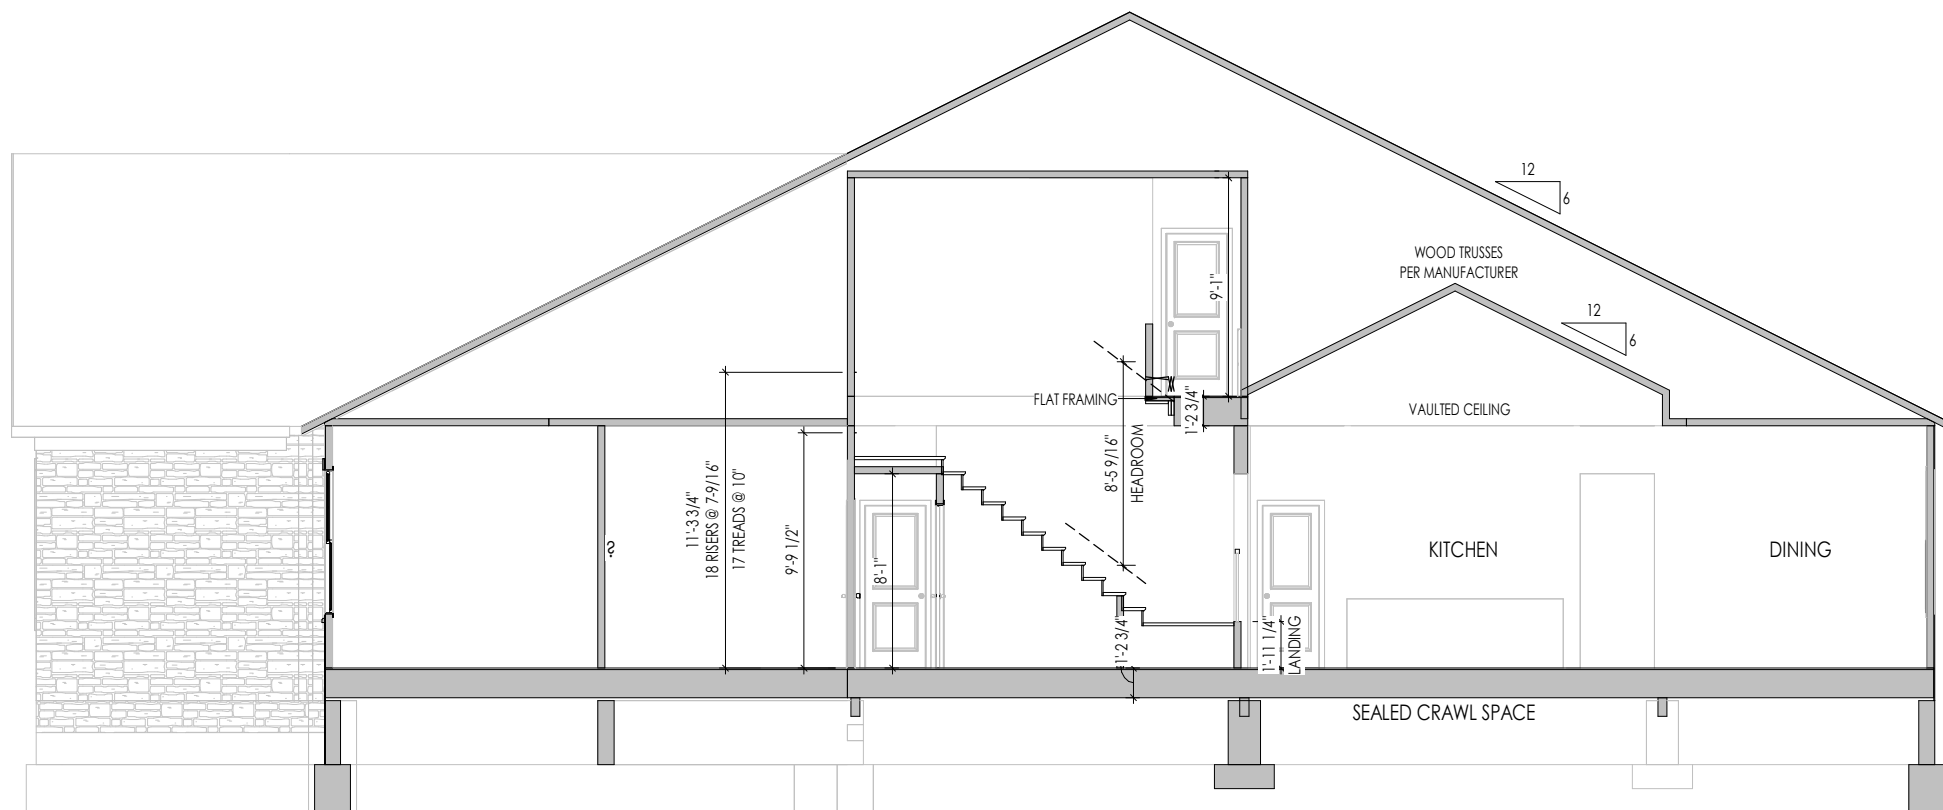 12
6
WOOD TRUSSES
PER MANUFACTURER
9'-1"
12
6
FLAT FRAMING
1'-2 3/4"
VAULTED CEILING
11'-3 3/4"
18 RISERS @ 7-9/16"
17 TREADS @ 10"
9'-9 1/2"
8'-1"
8'-5 9/16"
HEADROOM
?
KITCHEN
DINING
1'-2 3/4"
1'-11 1/4"
LANDING
SEALED CRAWL SPACE